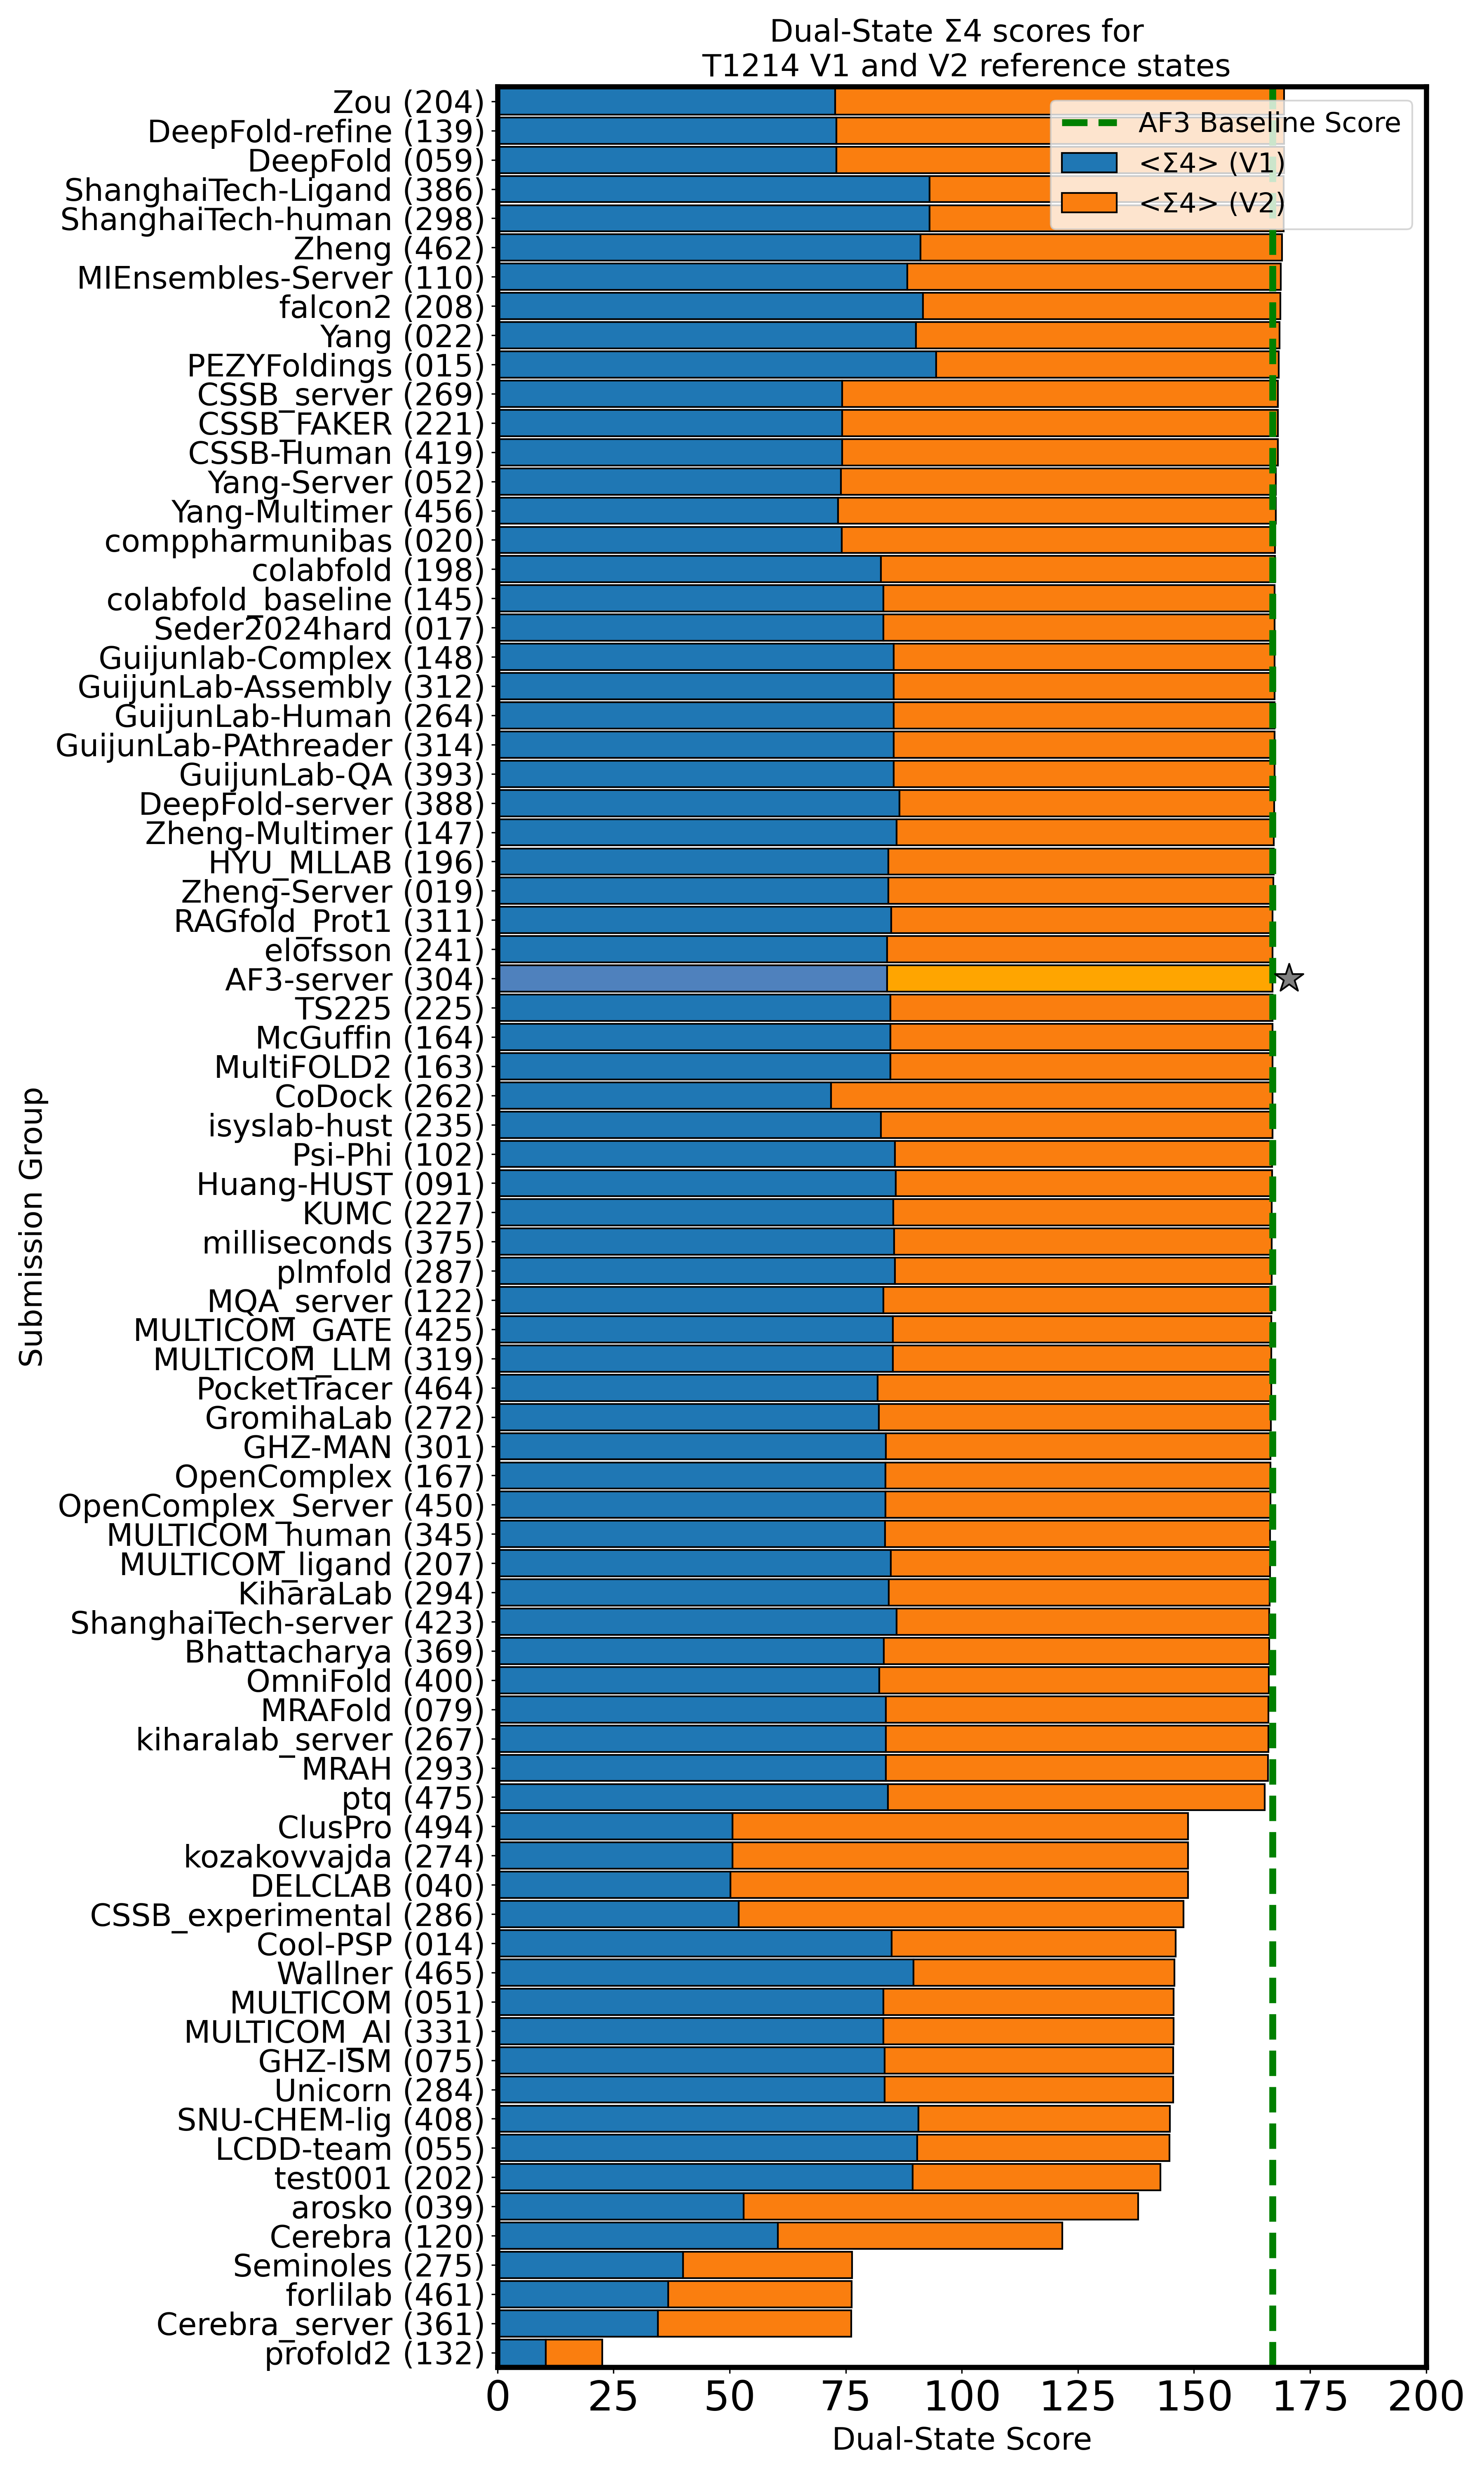 Dual-State Σ4 scores for
T1214 V1 and V2 reference states
AF3 Baseline Score
<Σ4> (V1)
<Σ4> (V2)
Submission Group
Zou (204)
DeepFold-refine (139)
DeepFold (059)
ShanghaiTech-Ligand (386)
ShanghaiTech-human (298)
Zheng (462)
MIEnsembles-Server (110)
falcon2 (208)
Yang (022)
PEZYFoldings (015)
CSSB_server (269)
CSSB_FAKER (221)
CSSB-Human (419)
Yang-Server (052)
Yang-Multimer (456)
comppharmunibas (020)
colabfold (198)
colabfold_baseline (145)
Seder2024hard (017)
Guijunlab-Complex (148)
GuijunLab-Assembly (312)
GuijunLab-Human (264)
GuijunLab-PAthreader (314)
GuijunLab-QA (393)
DeepFold-server (388)
Zheng-Multimer (147)
HYU_MLLAB (196)
Zheng-Server (019)
RAGfold_Prot1 (311)
elofsson (241)
AF3-server (304)
TS225 (225)
McGuffin (164)
MultiFOLD2 (163)
CoDock (262)
isyslab-hust (235)
Psi-Phi (102)
Huang-HUST (091)
KUMC (227)
milliseconds (375)
plmfold (287)
MQA_server (122)
MULTICOM_GATE (425)
MULTICOM_LLM (319)
PocketTracer (464)
GromihaLab (272)
GHZ-MAN (301)
OpenComplex (167)
OpenComplex_Server (450)
MULTICOM_human (345)
MULTICOM_ligand (207)
KiharaLab (294)
ShanghaiTech-server (423)
Bhattacharya (369)
OmniFold (400)
MRAFold (079)
kiharalab_server (267)
MRAH (293)
ptq (475)
ClusPro (494)
kozakovvajda (274)
DELCLAB (040)
CSSB_experimental (286)
Cool-PSP (014)
Wallner (465)
MULTICOM (051)
MULTICOM_AI (331)
GHZ-ISM (075)
Unicorn (284)
SNU-CHEM-lig (408)
LCDD-team (055)
test001 (202)
arosko (039)
Cerebra (120)
Seminoles (275)
forlilab (461)
Cerebra_server (361)
profold2 (132)
0 25 50 75 100 125 150 175 200
Dual-State Score